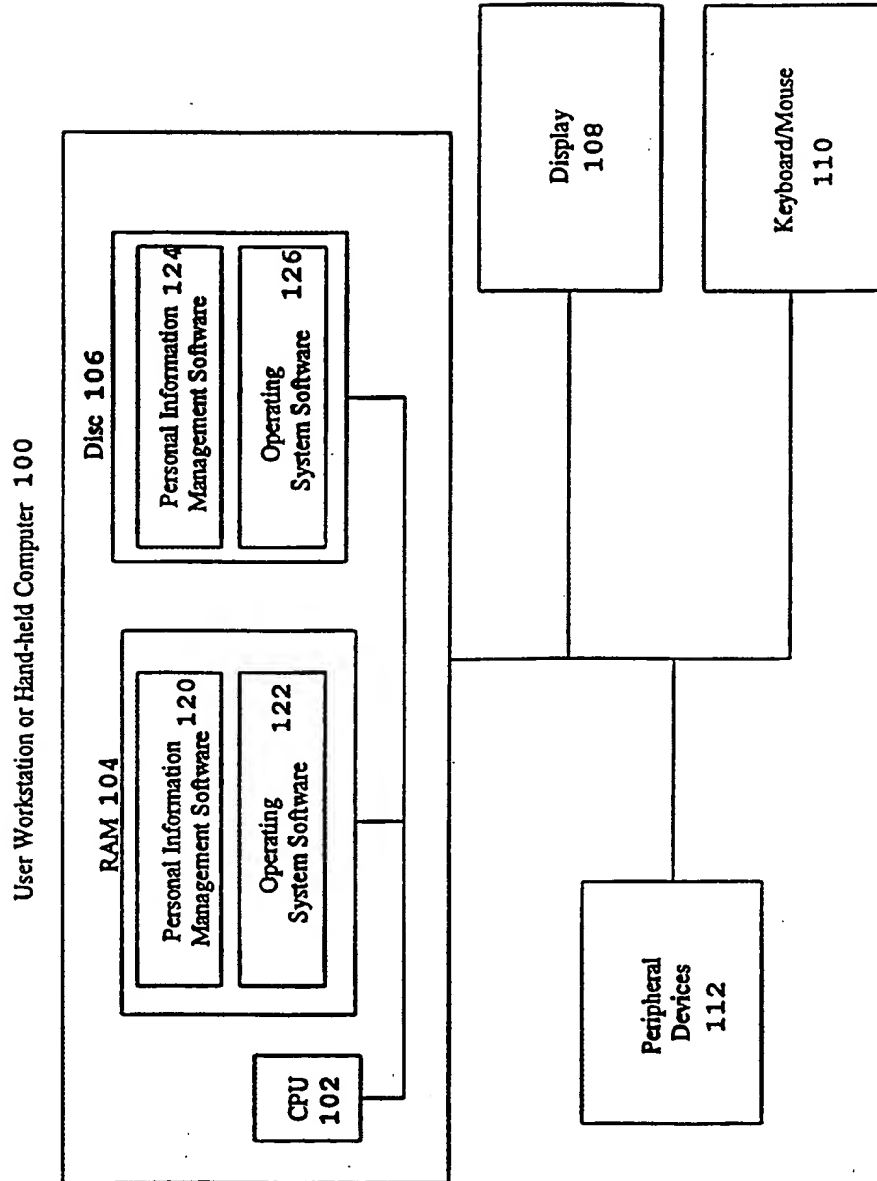 User Workstation or Hand-held Computer 100
CPU
102
RAM 104
Personal Information 120
Management Software
Operating 122
System Software
Disc 106
Personal Information 124
Management Software
Operating 126
System Software
Peripheral
Devices
112
Display
108
Keyboard/Mouse
110